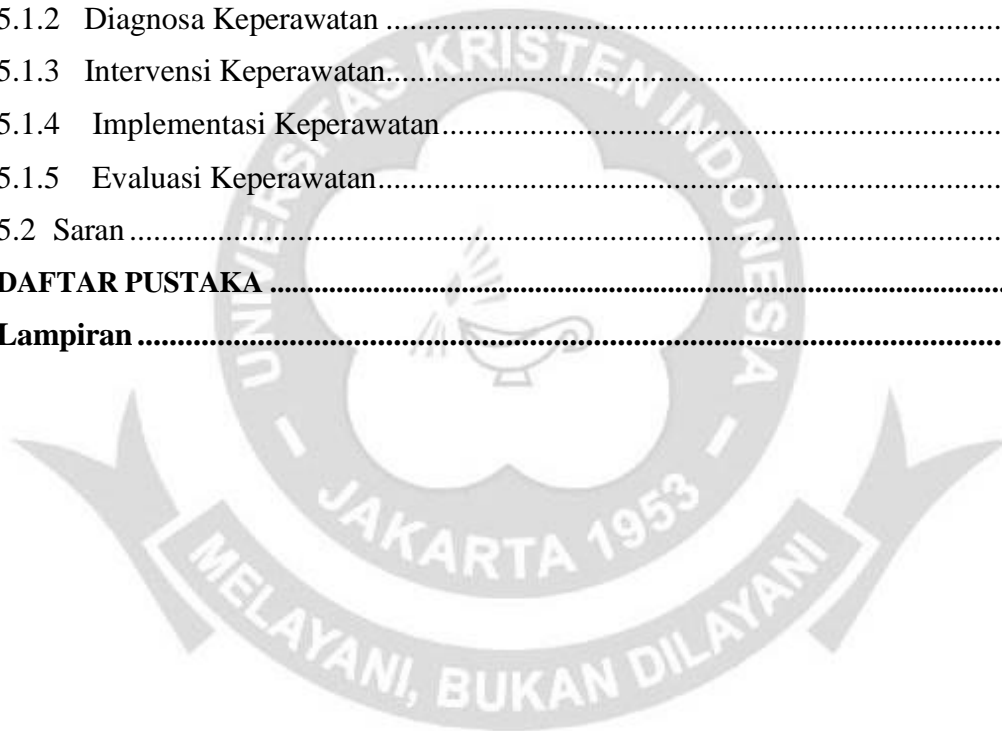 5.1.2 Diagnosa Keperawatan ....................................................................................
5.1.3 Intervensi Keperawatan....................................................................................
5.1.4 Implementasi Keperawatan.............................................................................
5.1.5 Evaluasi Keperawatan.....................................................................................
5.2 Saran ...................................................................................................................
DAFTAR PUSTAKA ................................................................................................
Lampiran ..................................................................................................................
UNIVERSITAS KRISTEN INDONESIA
– JAKARTA 1953 –
MELAYANI, BUKAN DILAYANI